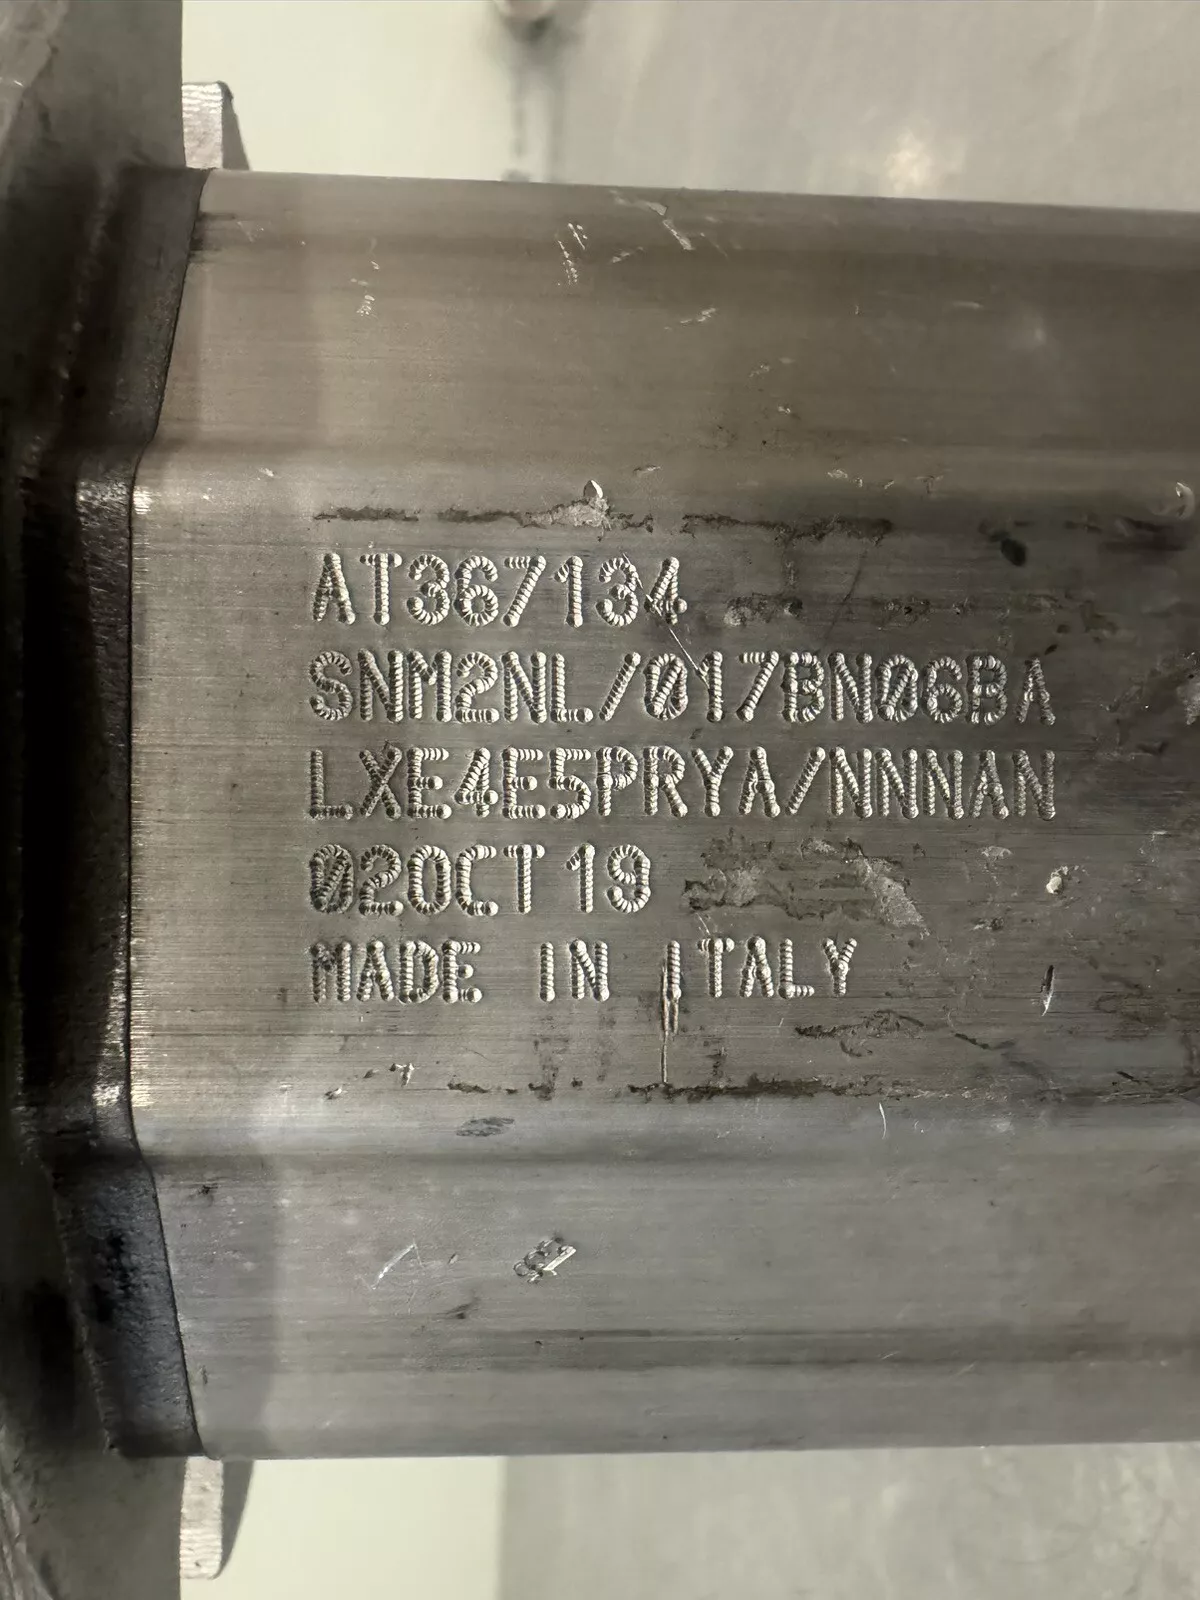 AT367134
SNM2NL/017BN06BA
LXE4E5PRYA/NNNAN
02OCT19
MADE IN ITALY